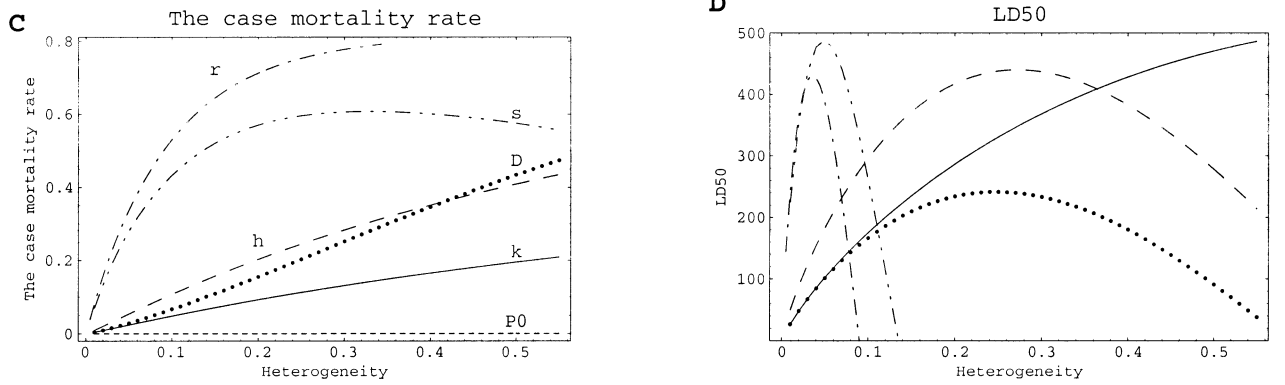 C
The case mortality rate
The case mortality rate
0.8
0.6
0.4
0.2
0
r
s
D
h
k
P0
0 0.1 0.2 0.3 0.4 0.5
Heterogeneity
D
LD50
LD50
500
400
300
200
100
0 0.1 0.2 0.3 0.4 0.5
Heterogeneity